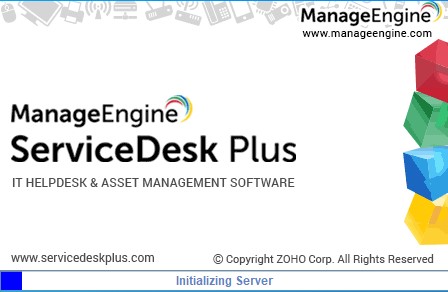 ManageEngine
www.manageengine.com
ManageEngine
ServiceDesk Plus
IT HELPDESK & ASSET MANAGEMENT SOFTWARE
www.servicedeskplus.com
© Copyright ZOHO Corp. All Rights Reserved
Initializing Server